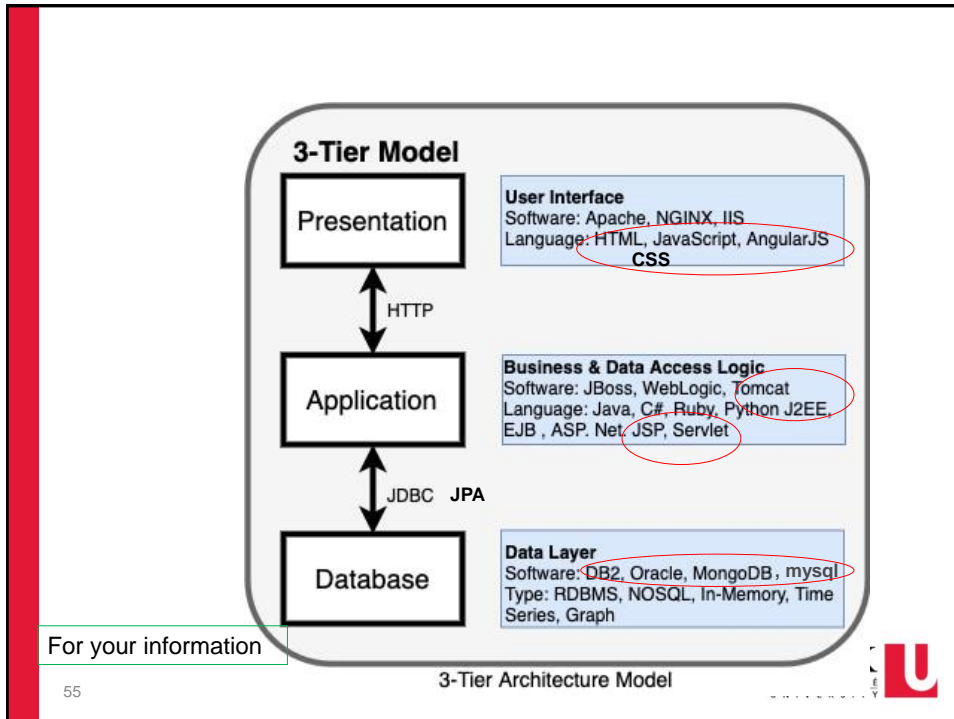 3-Tier Model
Presentation
User Interface
Software: Apache, NGINX, IIS
Language: HTML, JavaScript, AngularJS
CSS
HTTP
Application
Business & Data Access Logic
Software: JBoss, WebLogic, Tomcat
Language: Java, C#, Ruby, Python J2EE,
EJB , ASP. Net. JSP, Servlet
JDBC JPA
Database
Data Layer
Software: DB2, Oracle, MongoDB, mysql
Type: RDBMS, NOSQL, In-Memory, Time
Series, Graph
For your information
3-Tier Architecture Model
55
U